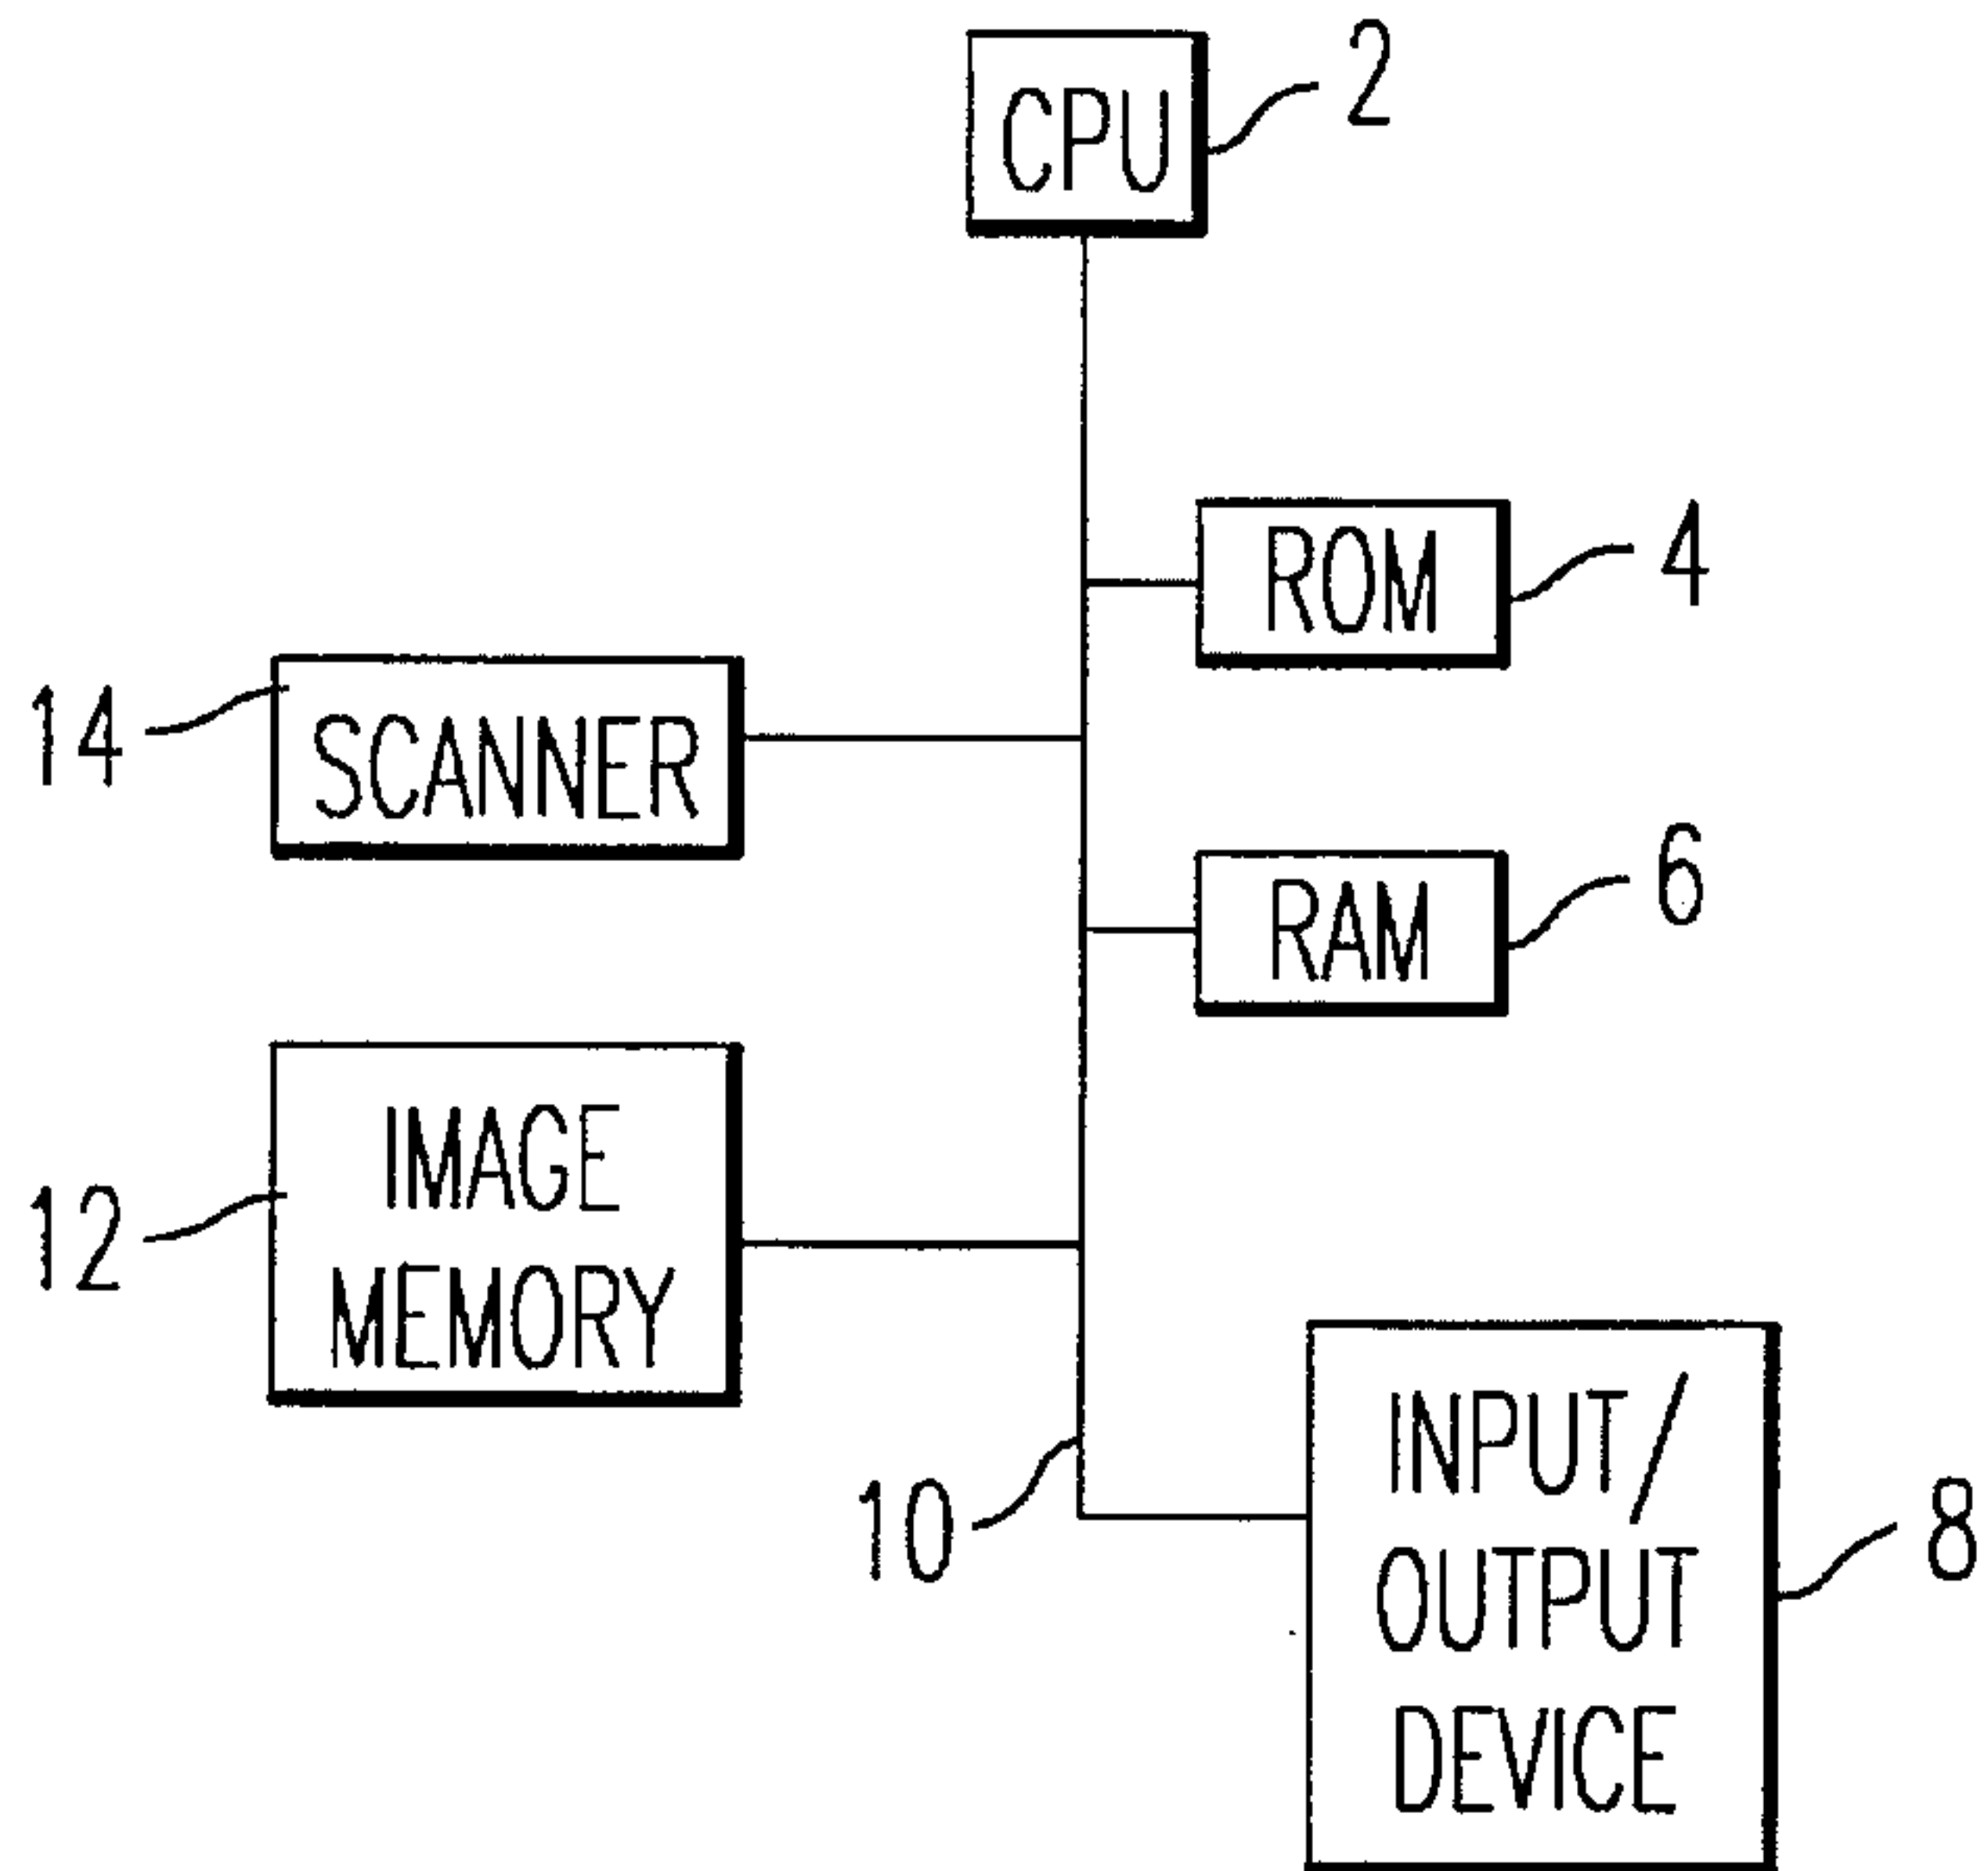 CPU
2
ROM
4
14
SCANNER
RAM
6
IMAGE
MEMORY
12
10
INPUT/
OUTPUT
DEVICE
8